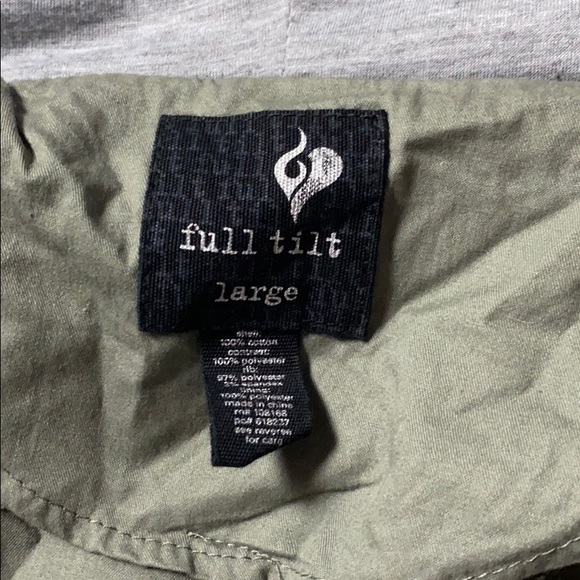 full tilt
large
shell:
100% cotton
contrast:
100% polyester
rib:
97% polyester
3% spandex
lining:
100% polyester
made in china
rn# 108168
pc# 618237
see reverse
for care